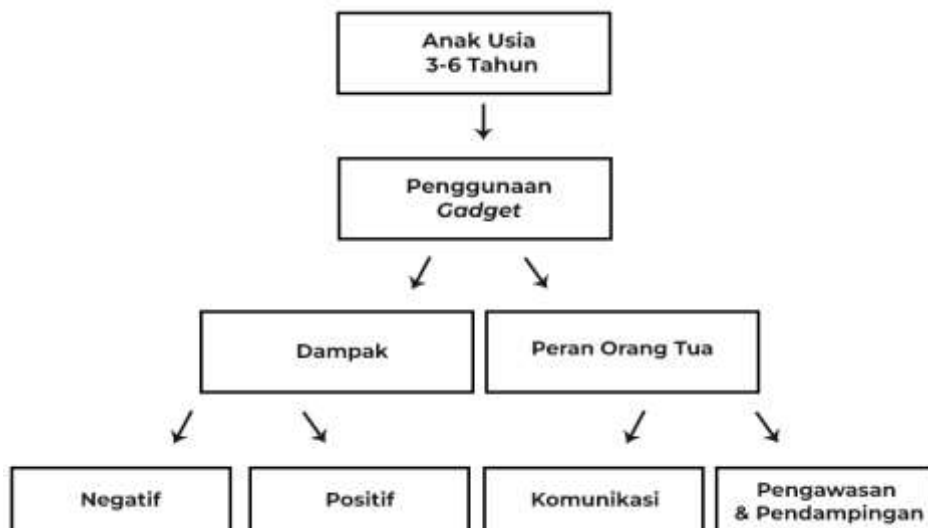 Anak Usia
3-6 Tahun
Penggunaan
Gadget
Dampak
Peran Orang Tua
Negatif
Positif
Komunikasi
Pengawasan
& Pendampingan